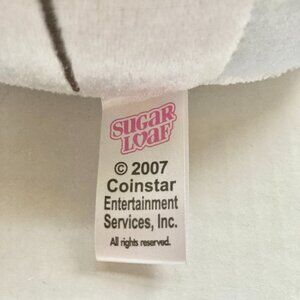 SUGAR
LOAF
© 2007
Coinstar
Entertainment
Services, Inc.
All rights reserved.